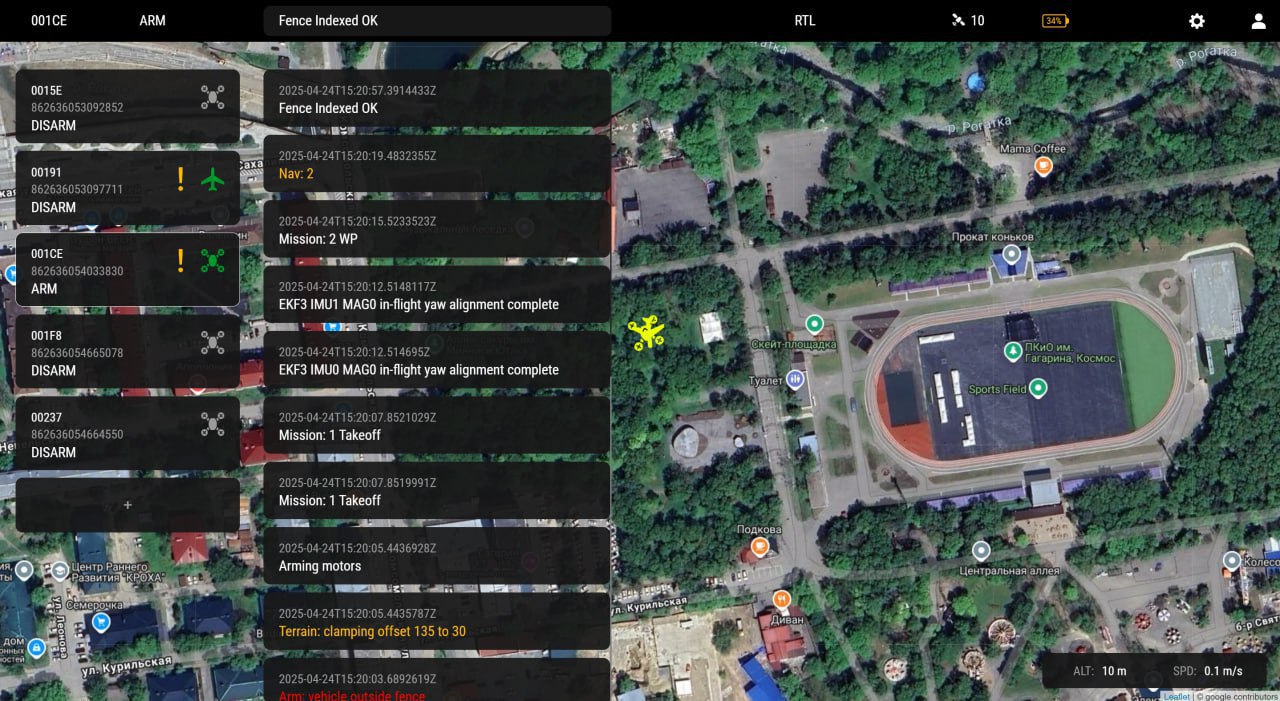 001CE
ARM
Fence Indexed OK
RTL
10
34%
0015E
862636053092852
DISARM
00191
862636053097711
DISARM
001CE
862636054033830
ARM
001F8
862636054665078
DISARM
00237
862636054664550
DISARM
+
2025-04-24T15:20:57.3914433Z
Fence Indexed OK
2025-04-24T15:20:19.4832355Z
Nav: 2
2025-04-24T15:20:15.5233523Z
Mission: 2 WP
2025-04-24T15:20:12.5148117Z
EKF3 IMU1 MAG0 in-flight yaw alignment complete
2025-04-24T15:20:12.514695Z
EKF3 IMU0 MAG0 in-flight yaw alignment complete
2025-04-24T15:20:07.8521029Z
Mission: 1 Takeoff
2025-04-24T15:20:07.8519991Z
Mission: 1 Takeoff
2025-04-24T15:20:05.4436928Z
Arming motors
2025-04-24T15:20:05.4435787Z
Terrain: clamping offset 135 to 30
2025-04-24T15:20:03.6892619Z
Arm: vehicle outside fence
р. Рогатка
р. Рогатка
Mama Coffee
Прокат коньков
Скейт-площадка
Туалет
ПКиО им.
Гагарина, Космос
Sports Field
Подкова
Центральная аллея
Колесо
ул. Курильская
Диван
6-р Свят
Центр Раннего
Развития "КРОХА"
Семерочка
ул. Леонова
дом
ул. Курильская
ALT: 10 m
SPD: 0.1 m/s
Leaflet | © google contributors